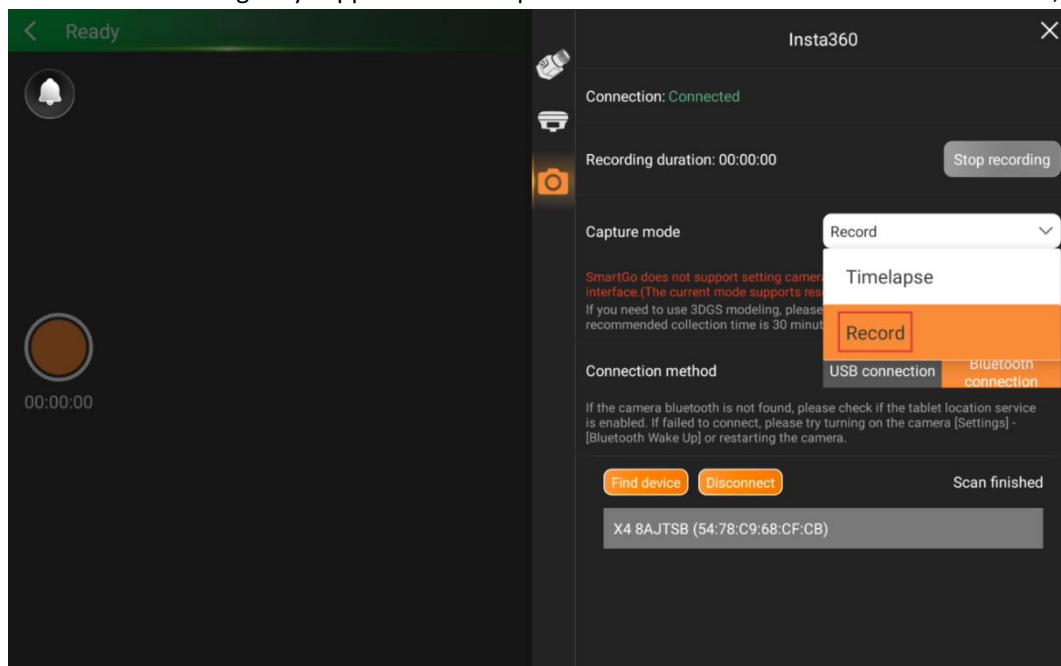 Ready
00:00:00
Insta360
Connection: Connected
Recording duration: 00:00:00
Stop recording
Capture mode
Record
Timelapse
Record
SmartGo does not support setting
interface.(The current mode supports
If you need to use 3DGS modeling, please
recommended collection time is 30
Connection method
USB connection
Bluetooth
connection
If the camera bluetooth is not found, please check if the tablet location service
is enabled. If failed to connect, please try turning on the camera [Settings] -
[Bluetooth Wake Up] or restarting the camera.
Find device
Disconnect
Scan finished
X4 8AJTSB (54:78:C9:68:CF:CB)